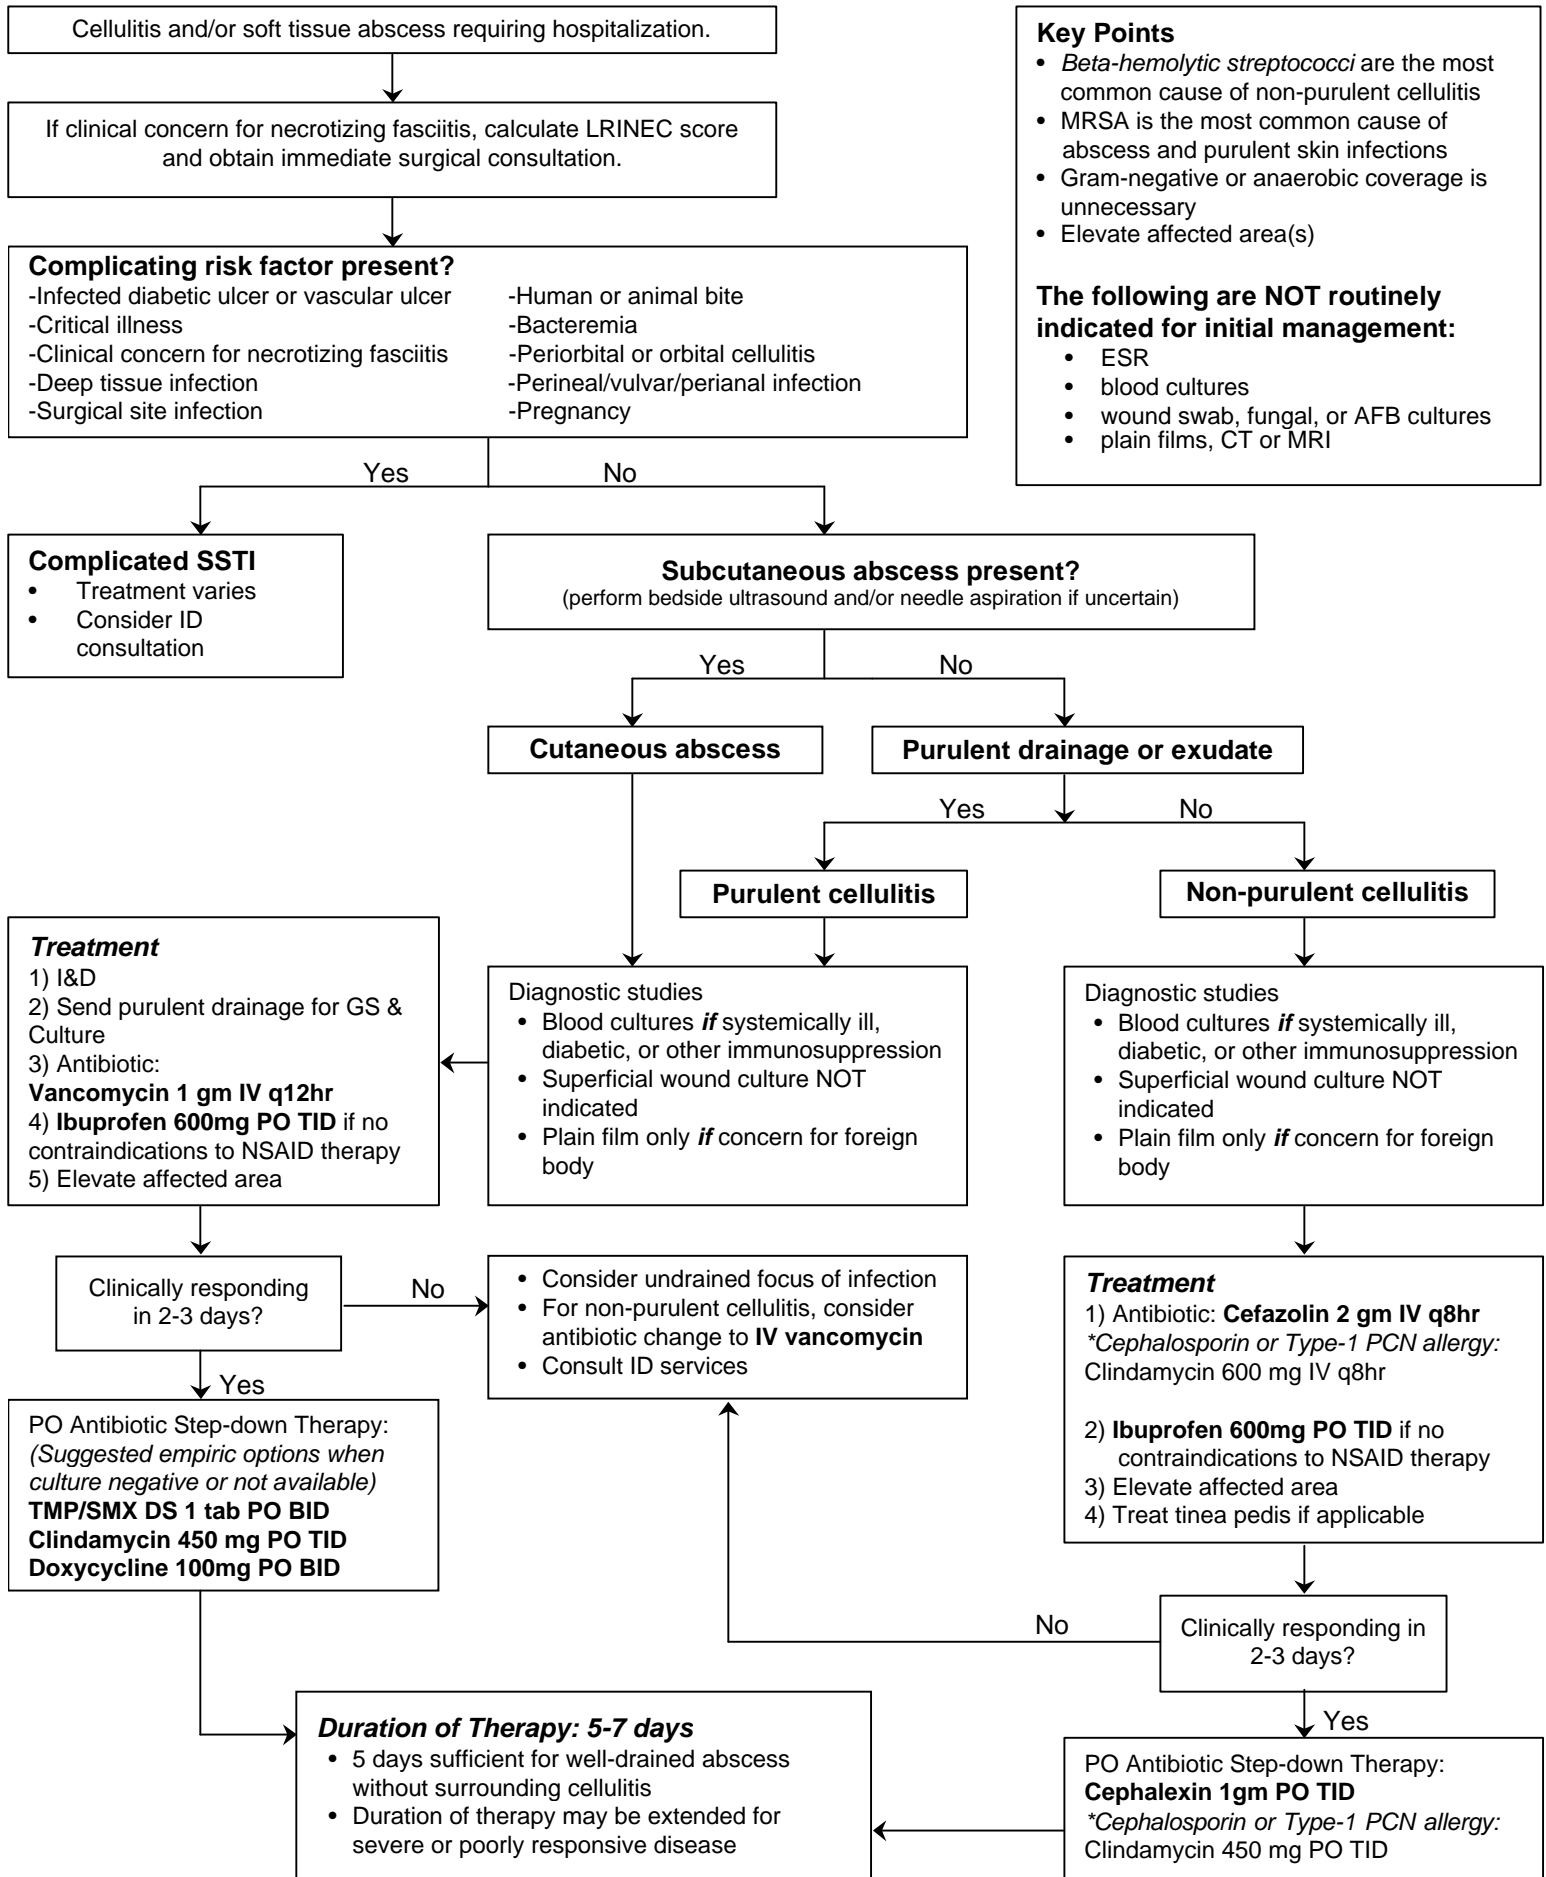 Cellulitis and/or soft tissue abscess requiring hospitalization.
If clinical concern for necrotizing fasciitis, calculate LRINEC score
and obtain immediate surgical consultation.
Key Points
• Beta-hemolytic streptococci are the most
common cause of non-purulent cellulitis
• MRSA is the most common cause of
abscess and purulent skin infections
• Gram-negative or anaerobic coverage is
unnecessary
• Elevate affected area(s)
The following are NOT routinely
indicated for initial management:
• ESR
• blood cultures
• wound swab, fungal, or AFB cultures
• plain films, CT or MRI
Complicating risk factor present?
-Infected diabetic ulcer or vascular ulcer
-Critical illness
-Clinical concern for necrotizing fasciitis
-Deep tissue infection
-Surgical site infection
-Human or animal bite
-Bacteremia
-Periorbital or orbital cellulitis
-Perineal/vulvar/perianal infection
-Pregnancy
Yes
No
Complicated SSTI
• Treatment varies
• Consider ID
consultation
Subcutaneous abscess present?
(perform bedside ultrasound and/or needle aspiration if uncertain)
Yes
No
Cutaneous abscess
Purulent drainage or exudate
Yes
No
Purulent cellulitis
Non-purulent cellulitis
Treatment
1) I&D
2) Send purulent drainage for GS &
Culture
3) Antibiotic:
Vancomycin 1 gm IV q12hr
4) Ibuprofen 600mg PO TID if no
contraindications to NSAID therapy
5) Elevate affected area
Diagnostic studies
• Blood cultures if systemically ill,
diabetic, or other immunosuppression
• Superficial wound culture NOT
indicated
• Plain film only if concern for foreign
body
Diagnostic studies
• Blood cultures if systemically ill,
diabetic, or other immunosuppression
• Superficial wound culture NOT
indicated
• Plain film only if concern for foreign
body
Clinically responding
in 2-3 days?
No
• Consider undrained focus of infection
• For non-purulent cellulitis, consider
antibiotic change to IV vancomycin
• Consult ID services
Treatment
1) Antibiotic: Cefazolin 2 gm IV q8hr
*Cephalosporin or Type-1 PCN allergy:
Clindamycin 600 mg IV q8hr
2) Ibuprofen 600mg PO TID if no
contraindications to NSAID therapy
3) Elevate affected area
4) Treat tinea pedis if applicable
Yes
PO Antibiotic Step-down Therapy:
(Suggested empiric options when
culture negative or not available)
TMP/SMX DS 1 tab PO BID
Clindamycin 450 mg PO TID
Doxycycline 100mg PO BID
No
Clinically responding in
2-3 days?
Yes
Duration of Therapy: 5-7 days
• 5 days sufficient for well-drained abscess
without surrounding cellulitis
• Duration of therapy may be extended for
severe or poorly responsive disease
PO Antibiotic Step-down Therapy:
Cephalexin 1gm PO TID
*Cephalosporin or Type-1 PCN allergy:
Clindamycin 450 mg PO TID